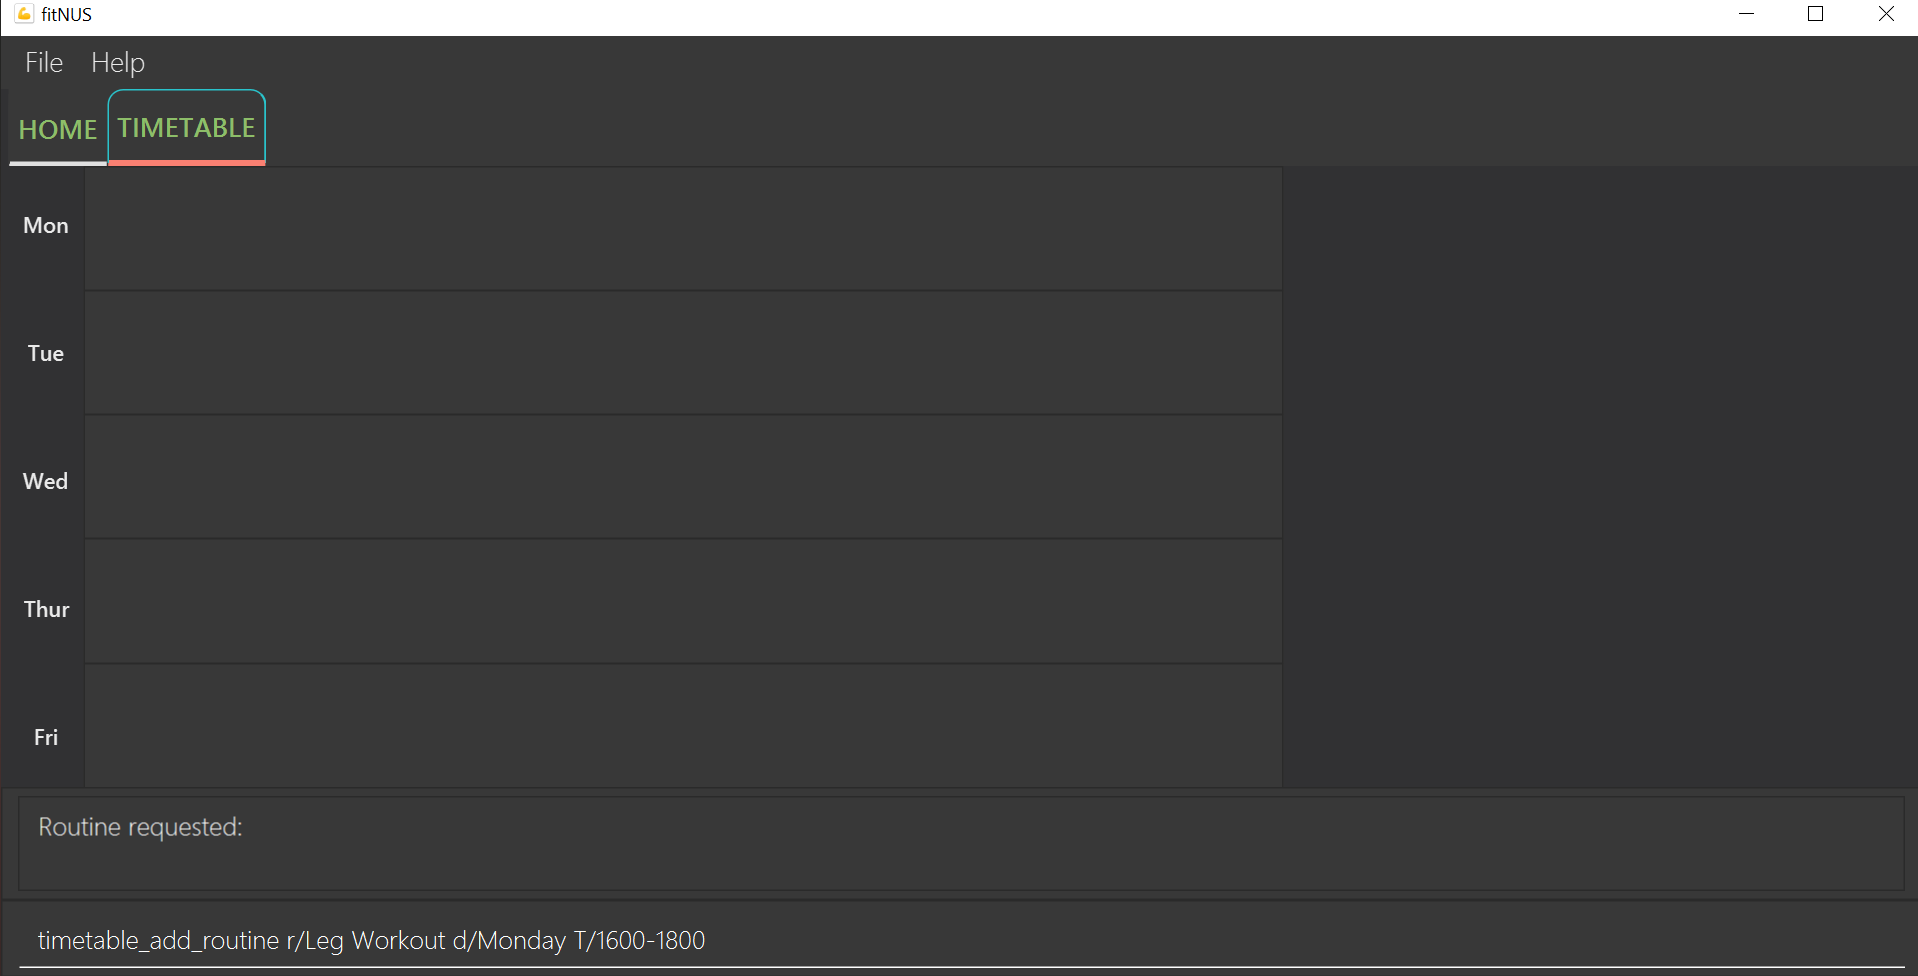 fitNUS
File Help
HOME TIMETABLE
Mon
Tue
Wed
Thur
Fri
Routine requested:
timetable_add_routine r/Leg Workout d/Monday T/1600-1800